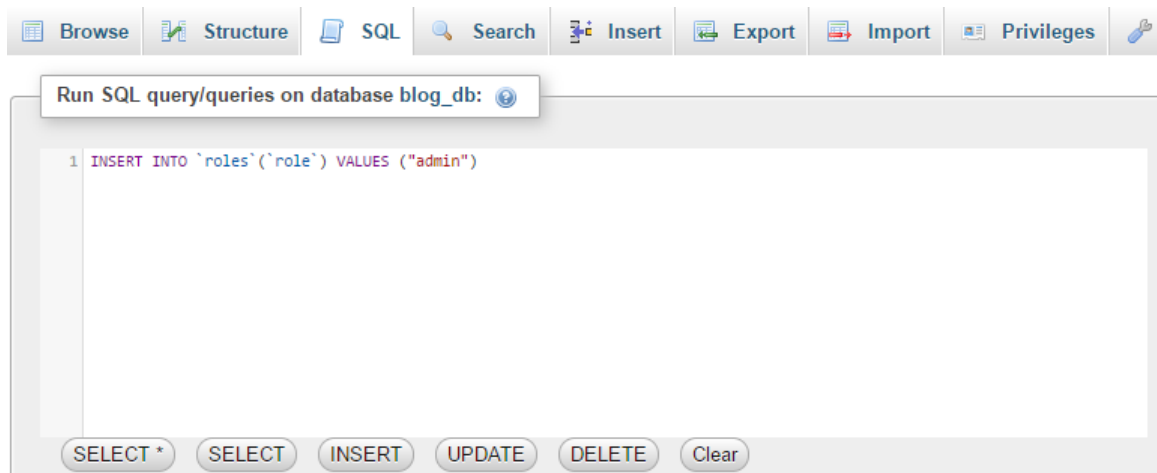 Browse Structure SQL Search Insert Export Import Privileges
Run SQL query/queries on database blog_db:
1 INSERT INTO `roles`(`role`) VALUES ("admin")
SELECT * SELECT INSERT UPDATE DELETE Clear